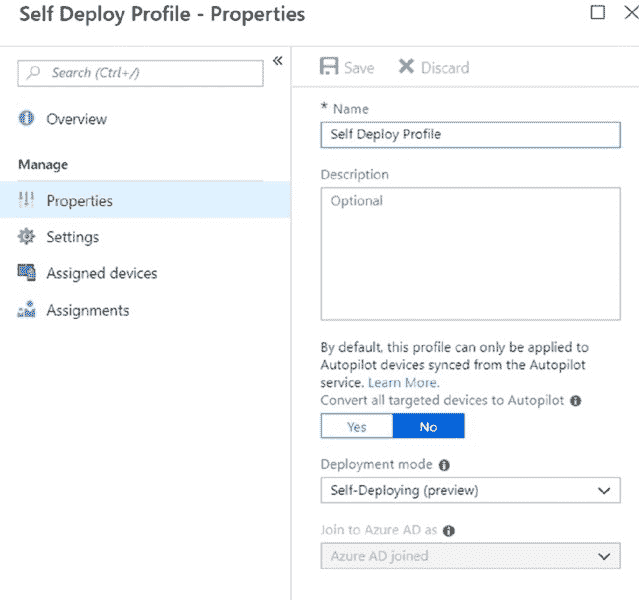 Self Deploy Profile - Properties
Search (Ctrl+/)
«
Overview
Manage
Properties
Settings
Assigned devices
Assignments
Save
Discard
* Name
Self Deploy Profile
Description
Optional
By default, this profile can only be applied to
Autopilot devices synced from the Autopilot
service. Learn More.
Convert all targeted devices to Autopilot
Yes
No
Deployment mode
Self-Deploying (preview)
Join to Azure AD as
Azure AD joined